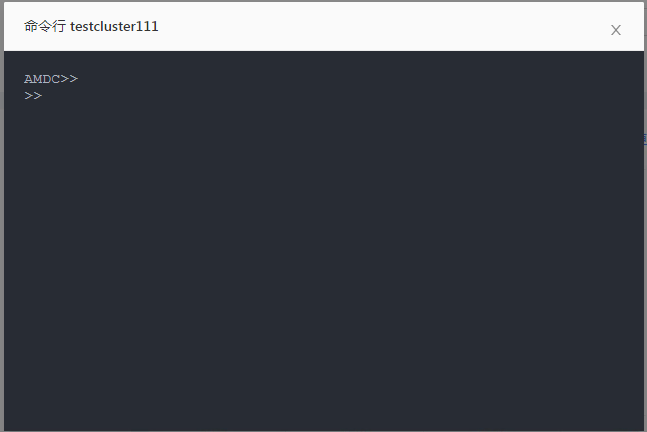 命令行 testcluster111
AMDC>>
>>